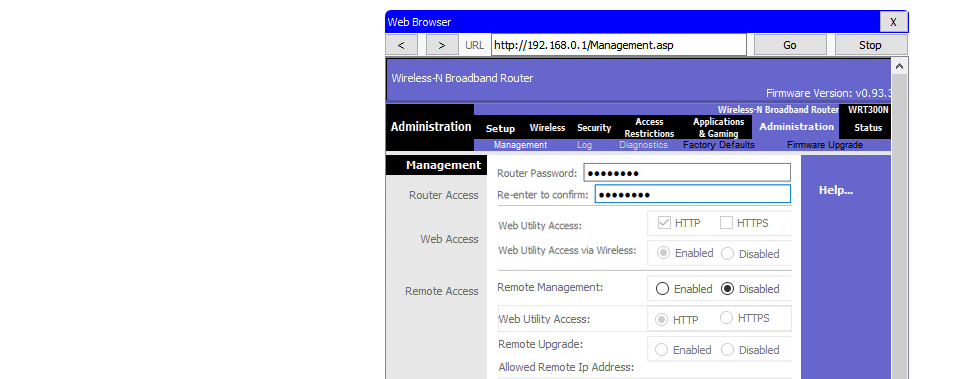 Web Browser X
< > URL http://192.168.0.1/Management.asp Go Stop
Wireless-N Broadband Router
Firmware Version: v0.93.3
Wireless-N Broadband Router WRT300N
Administration Setup Wireless Security Access Restrictions Applications & Gaming Administration Status
Management Log Diagnostics Factory Defaults Firmware Upgrade
Management
Router Access
Router Password: ••••••••
Re-enter to confirm: ••••••••
Help...
Web Access
Web Utility Access: HTTP HTTPS
Web Utility Access via Wireless: Enabled Disabled
Remote Access
Remote Management: Enabled Disabled
Web Utility Access: HTTP HTTPS
Remote Upgrade: Enabled Disabled
Allowed Remote Ip Address: